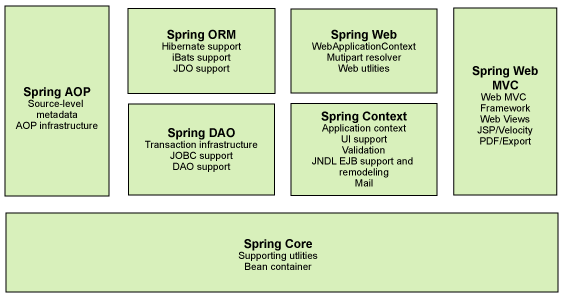 Spring AOP
Source-level
metadata
AOP infrastructure
Spring ORM
Hibernate support
iBats support
JDO support
Spring Web
WebApplicationContext
Mutipart resolver
Web utlities
Spring Web
MVC
Web MVC
Framework
Web Views
JSP/Velocity
PDF/Export
Spring DAO
Transaction infrastructure
JOBC support
DAO support
Spring Context
Application context
UI support
Validation
JNDL EJB support and
remodeling
Mail
Spring Core
Supporting utlities
Bean container